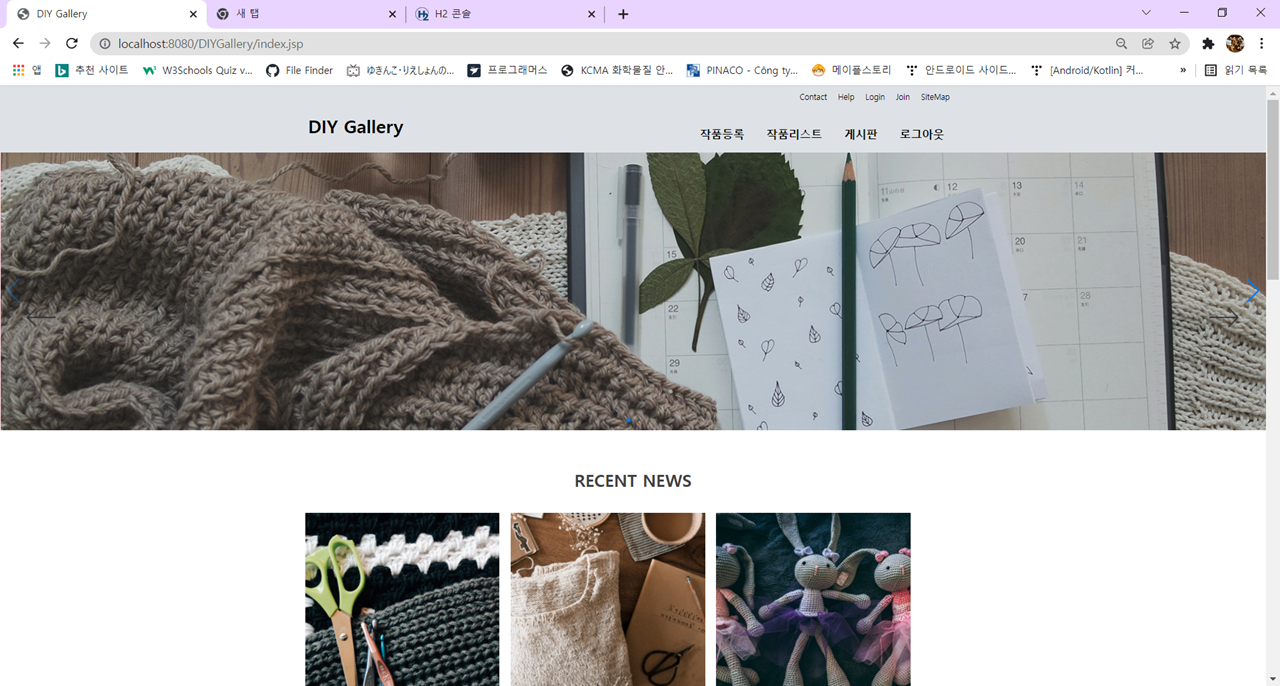 DIY Gallery
새 탭
H2 콘솔
localhost:8080/DIYGallery/index.jsp
앱 추천 사이트 W3Schools Quiz v... File Finder ゆきんこ・りえしょんの... 프로그래머스 KCMA 화학물질 안... PINACO - Công ty... 메이플스토리 안드로이드 사이드... [Android/Kotlin] 커... » 읽기 목록
Contact Help Login Join SiteMap
DIY Gallery
작품등록 작품리스트 게시판 로그아웃
11 12 13 14
15 20 21
22 7 28
29
RECENT NEWS